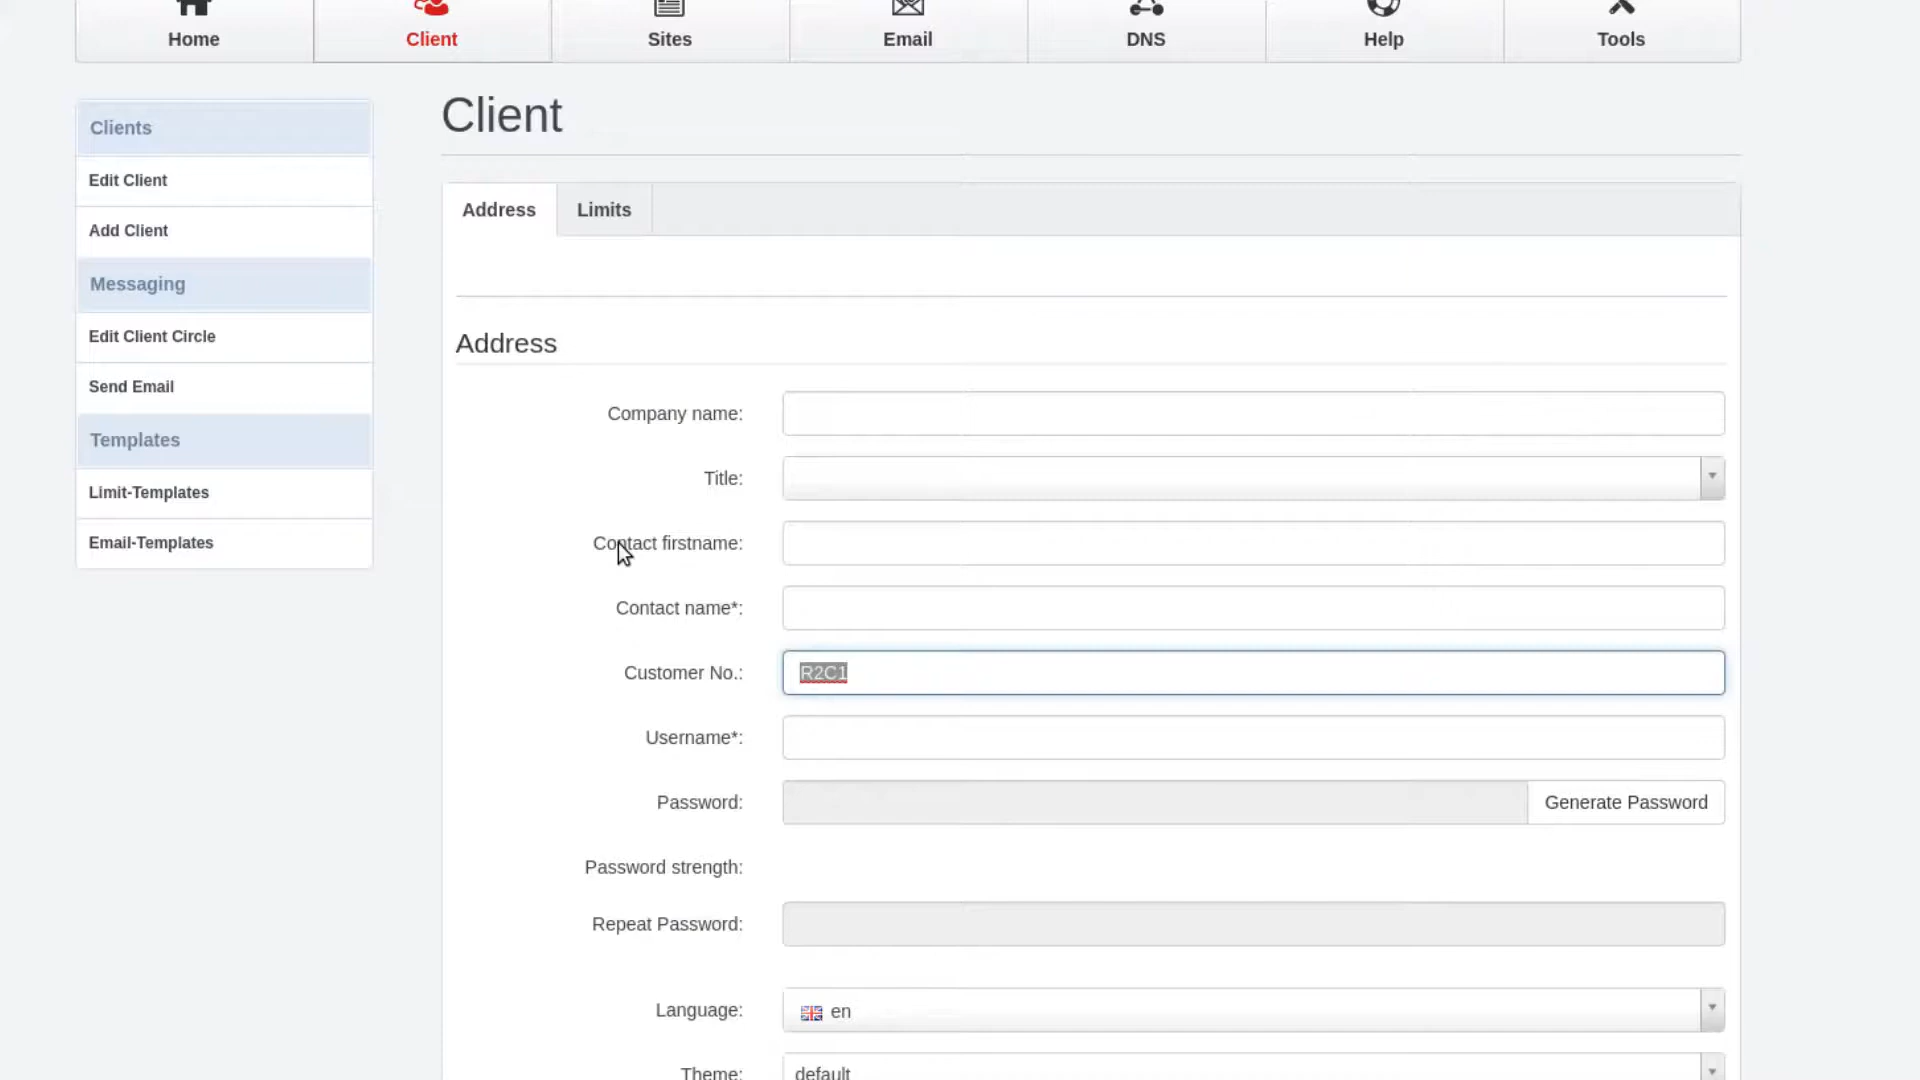 Home Client Sites Email DNS Help Tools
Clients
Edit Client
Add Client
Messaging
Edit Client Circle
Send Email
Templates
Limit-Templates
Email-Templates
Client
Address Limits
Address
Company name:
Title:
Contact firstname:
Contact name*:
Customer No.: R2C1
Username*:
Password: Generate Password
Password strength:
Repeat Password:
Language: en
Theme: default